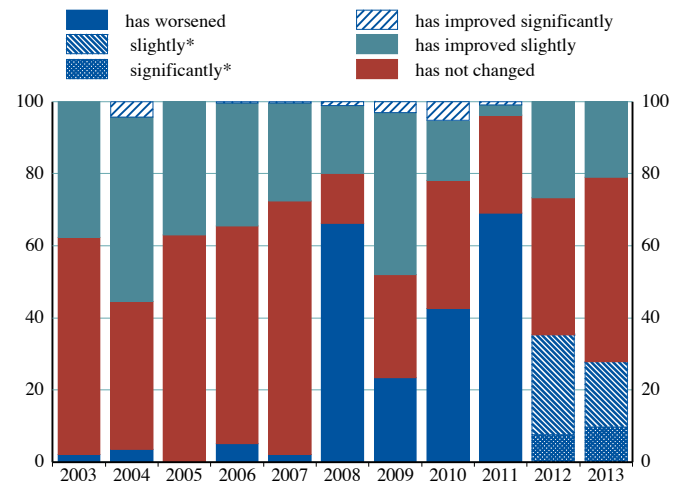 has worsened
slightly*
significantly*
has improved significantly
has improved slightly
has not changed
100 100
80 80
60 60
40 40
20 20
0 0
2003 2004 2005 2006 2007 2008 2009 2010 2011 2012 2013